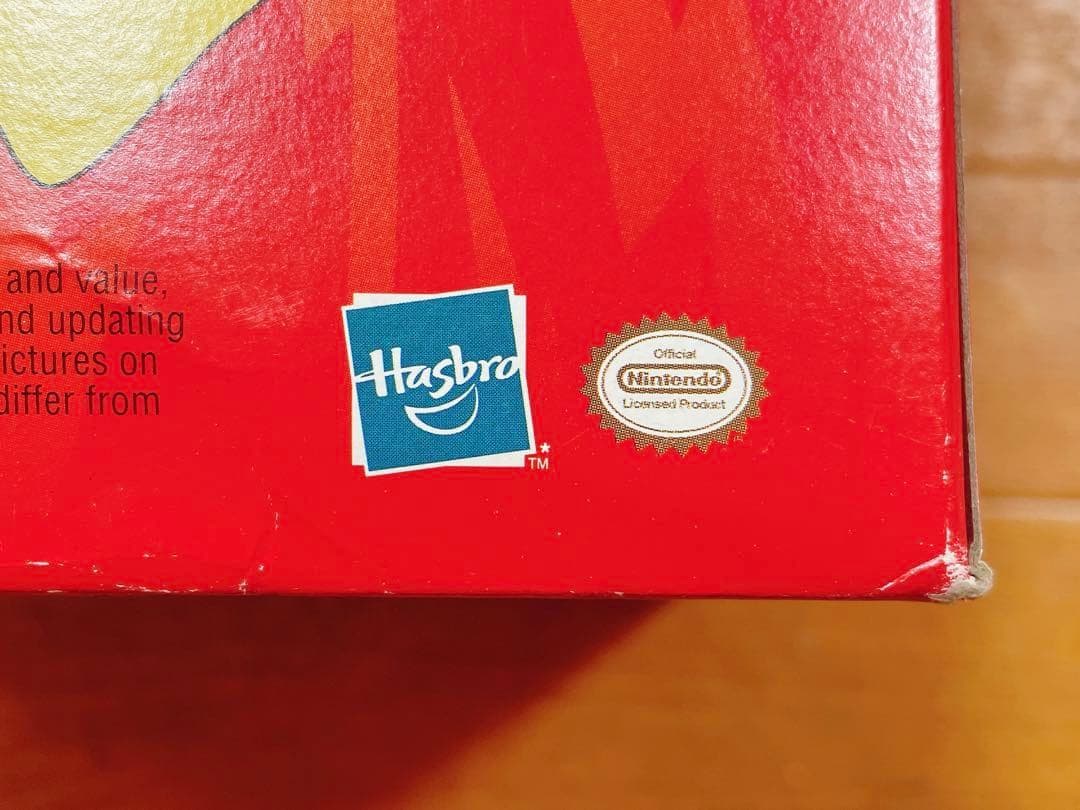 and value,
nd updating
ictures on
differ from
Hasbro
TM
*
Official
Nintendo
Licensed Product